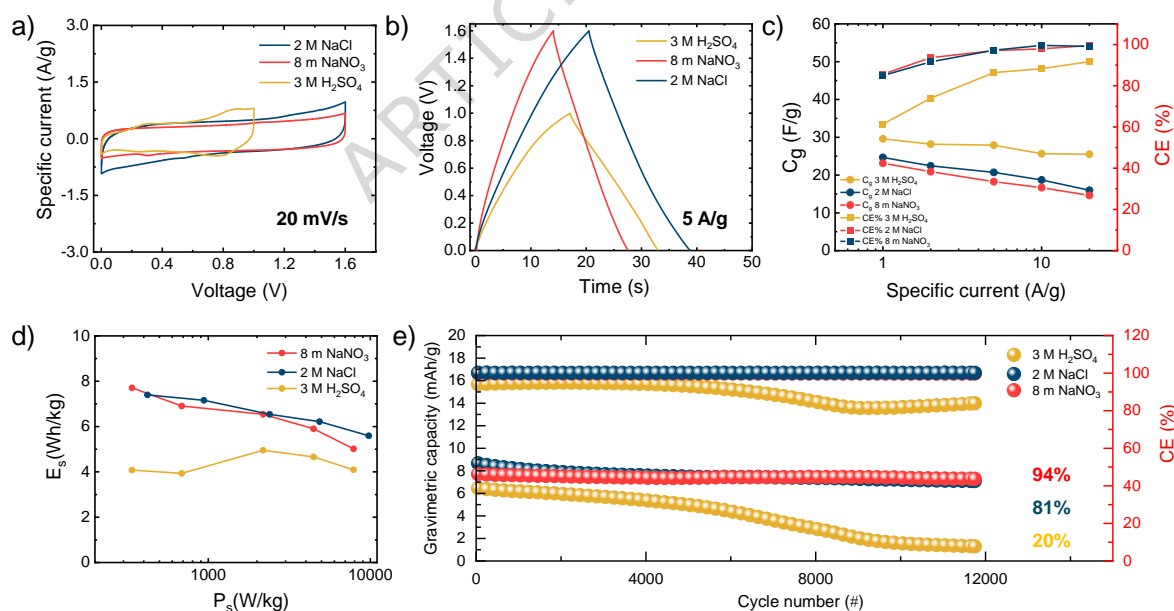 a)
2 M NaCl
8 m NaNO₃
3 M H₂SO₄
Specific current (A/g)
3.0
1.5
0.0
-1.5
-3.0
0.0 0.4 0.8 1.2 1.6
20 mV/s
Voltage (V)
b)
3 M H₂SO₄
8 m NaNO₃
2 M NaCl
Voltage (V)
1.6
1.4
1.2
1.0
0.8
0.6
0.4
0.2
0.0
0 10 20 30 40 50
5 A/g
Time (s)
c)
Cg (F/g)
60
50
40
30
20
10
0
Cg 3 M H₂SO₄
Cg 2 M NaCl
Cg 8 m NaNO₃
CE% 3 M H₂SO₄
CE% 2 M NaCl
CE% 8 m NaNO₃
1 10
Specific current (A/g)
100
80
60
40
20
0
CE (%)
ARTIC
d)
8 m NaNO₃
2 M NaCl
3 M H₂SO₄
Es(Wh/kg)
10
8
6
4
2
0
1000 10000
Ps(W/kg)
e)
3 M H₂SO₄
2 M NaCl
8 m NaNO₃
Gravimetric capacity (mAh/g)
20
18
16
14
12
10
8
6
4
2
0
94%
81%
20%
0 4000 8000 12000
Cycle number (#)
120
100
80
60
40
20
0
CE (%)